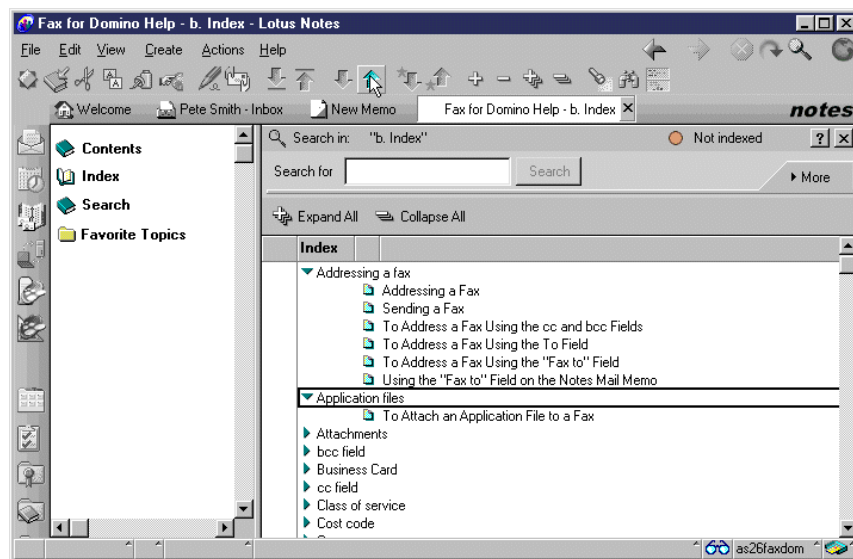 Fax for Domino Help - b. Index - Lotus Notes
File Edit View Create Actions Help
Welcome Pete Smith - Inbox New Memo Fax for Domino Help - b. Index notes
Contents
Index
Search
Favorite Topics
Search in: "b. Index" Not indexed
Search for Search More
Expand All Collapse All
Index
Addressing a fax
Addressing a Fax
Sending a Fax
To Address a Fax Using the cc and bcc Fields
To Address a Fax Using the To Field
To Address a Fax Using the "Fax to" Field
Using the "Fax to" Field on the Notes Mail Memo
Application files
To Attach an Application File to a Fax
Attachments
bcc field
Business Card
cc field
Class of service
Cost code
as26faxdom